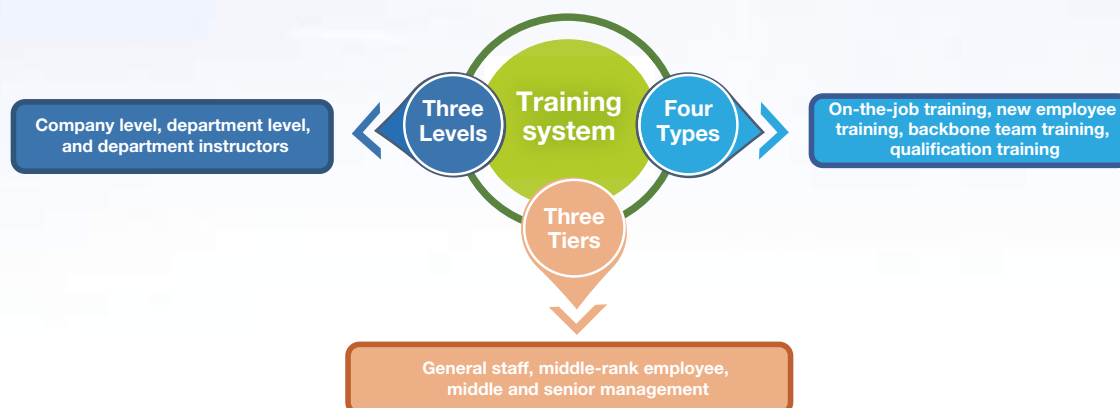 Training
system
Three
Levels
Four
Types
Three
Tiers
Company level, department level,
and department instructors
On-the-job training, new employee
training, backbone team training,
qualification training
General staff, middle-rank employee,
middle and senior management